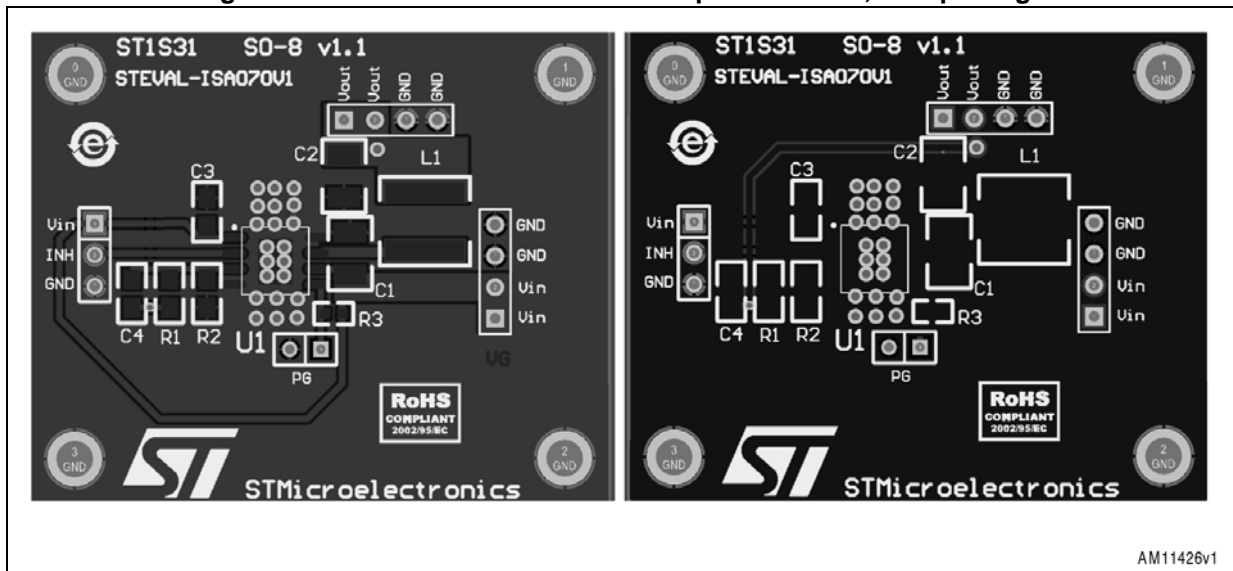 ST1S31 SO-8 v1.1
STEVAL-ISA070V1
0 GND
1 GND
Vout Vout GND GND
e
C2
L1
C3
Vin
INH
GND
GND
GND
Vin
Vin
C1
C4 R1 R2
R3
U1
PG
VG
RoHS
COMPLIANT
2002/95/EC
3 GND
2 GND
ST
STMicroelectronics
ST1S31 SO-8 v1.1
STEVAL-ISA070V1
0 GND
1 GND
Vout Vout GND GND
e
C2
L1
C3
Vin
INH
GND
GND
GND
Vin
Vin
C1
C4 R1 R2
R3
U1
PG
RoHS
COMPLIANT
2002/95/EC
3 GND
2 GND
ST
STMicroelectronics
AM11426v1